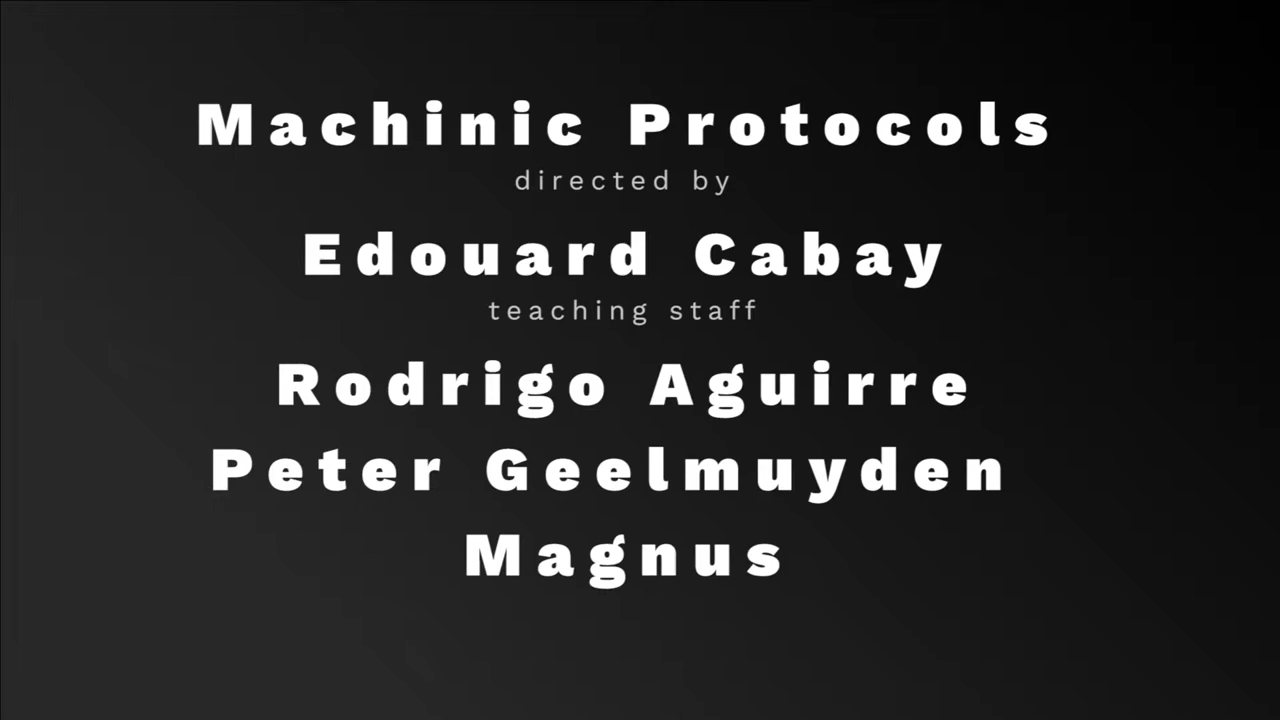 Machinic Protocols
directed by
Edouard Cabay
teaching staff
Rodrigo Aguirre
Peter Geelmuyden
Magnus